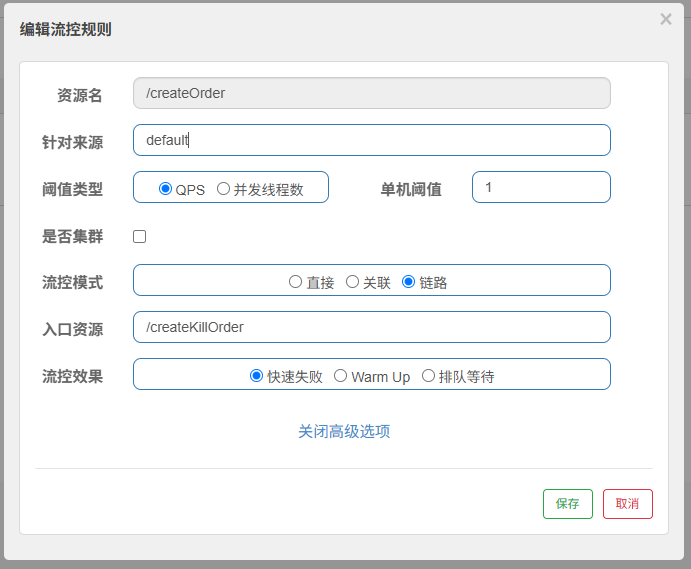 编辑流控规则 ×
资源名 /createOrder
针对来源 default
阈值类型 QPS 并发线程数 单机阈值 1
是否集群
流控模式 直接 关联 链路
入口资源 /createKillOrder
流控效果 快速失败 Warm Up 排队等待
关闭高级选项
保存 取消